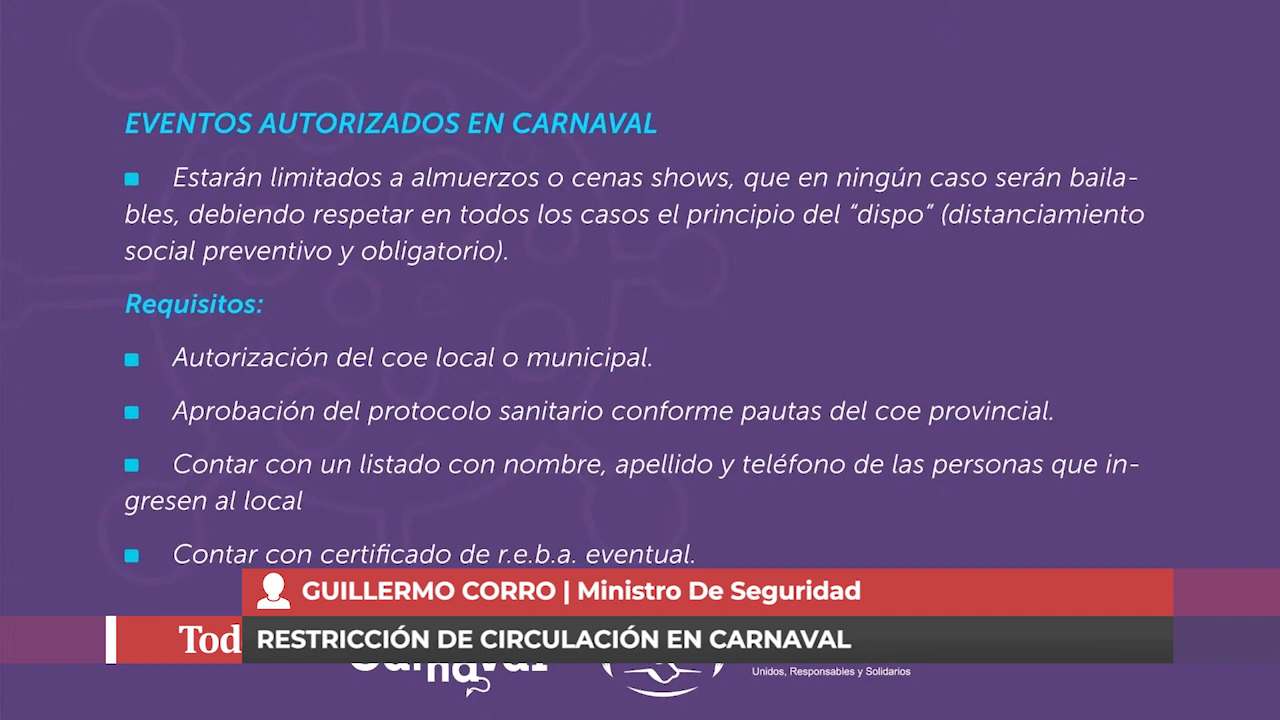 EVENTOS AUTORIZADOS EN CARNAVAL
Estarán limitados a almuerzos o cenas shows, que en ningún caso serán baila-
bles, debiendo respetar en todos los casos el principio del “dispo” (distanciamiento
social preventivo y obligatorio).
Requisitos:
Autorización del coe local o municipal.
Aprobación del protocolo sanitario conforme pautas del coe provincial.
Contar con un listado con nombre, apellido y teléfono de las personas que in-
gresen al local
Contar con certificado de r.e.b.a. eventual.
GUILLERMO CORRO | Ministro De Seguridad
Tod
RESTRICCIÓN DE CIRCULACIÓN EN CARNAVAL
Unidos, Responsables y Solidarios